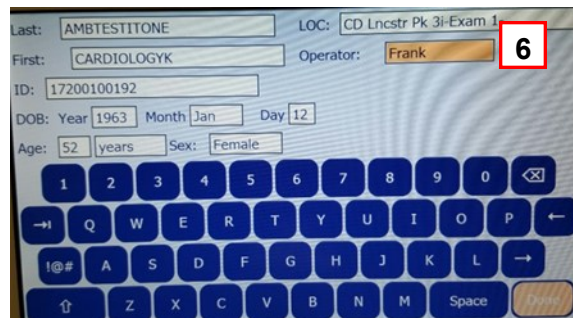 Last: AMBTESTITONE LOC: CD Lncstr Pk 3i-Exam 1
First: CARDIOLOGYK Operator: Frank 6
ID: 17200100192
DOB: Year 1963 Month Jan Day 12
Age: 52 years Sex: Female
1 2 3 4 5 6 7 8 9 0
Q W E R T Y U I O P
!@# A S D F G H J K L
Z X C V B N M Space Done